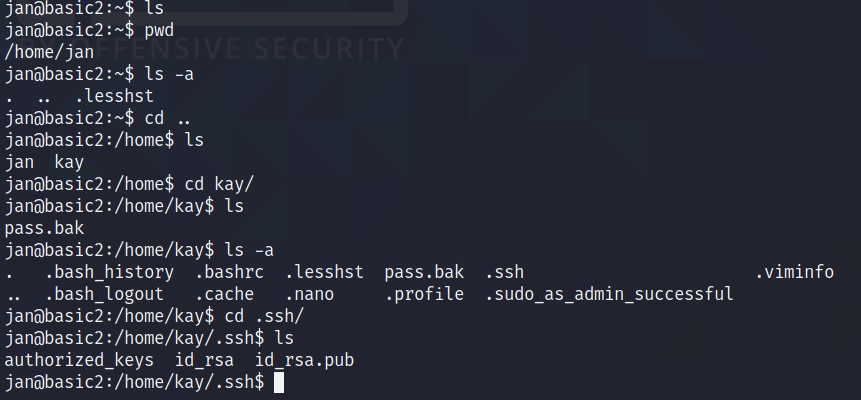 jan@basic2:~$ ls
jan@basic2:~$ pwd
/home/jan
OFFENSIVE SECURITY
jan@basic2:~$ ls -a
.  ..  .lesshst
jan@basic2:~$ cd ..
jan@basic2:/home$ ls
jan  kay
jan@basic2:/home$ cd kay/
jan@basic2:/home/kay$ ls
pass.bak
jan@basic2:/home/kay$ ls -a
.   .bash_history  .bashrc  .lesshst  pass.bak  .ssh                       .viminfo
..  .bash_logout   .cache   .nano     .profile  .sudo_as_admin_successful
jan@basic2:/home/kay$ cd .ssh/
jan@basic2:/home/kay/.ssh$ ls
authorized_keys  id_rsa  id_rsa.pub
jan@basic2:/home/kay/.ssh$